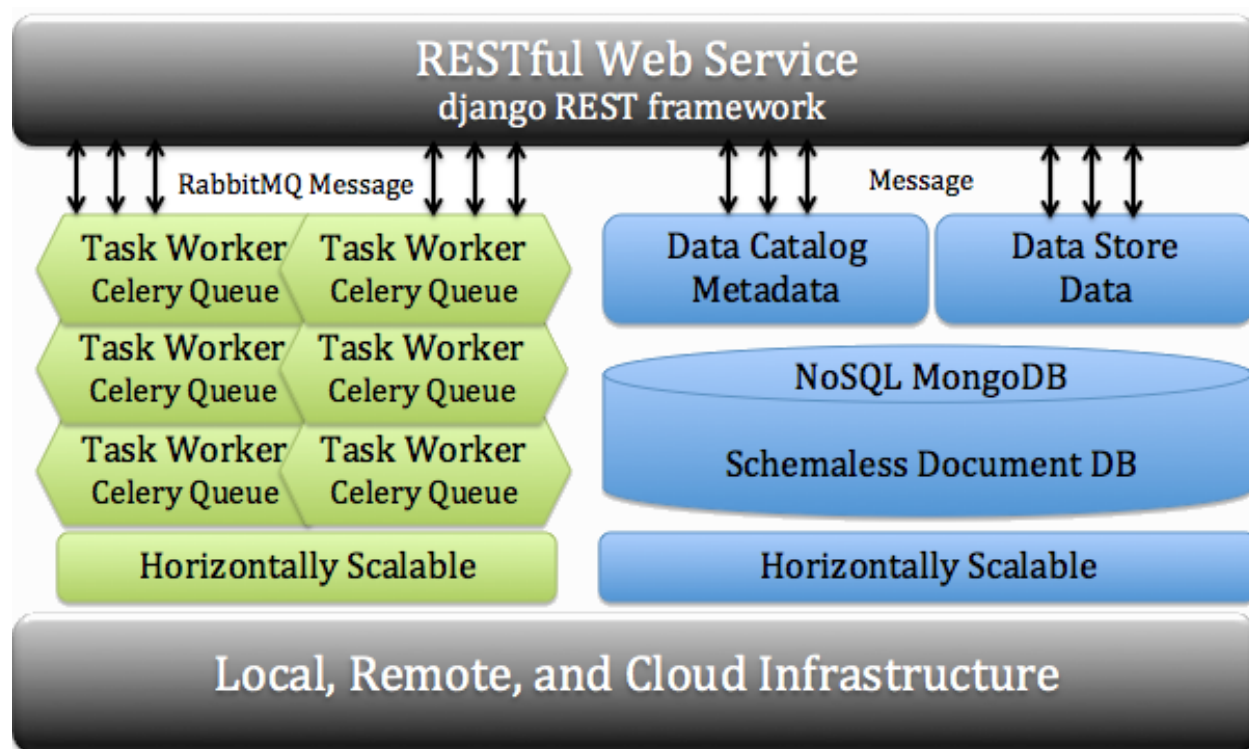 RESTful Web Service
django REST framework
RabbitMQ Message
Message
Task Worker
Celery Queue
Task Worker
Celery Queue
Task Worker
Celery Queue
Task Worker
Celery Queue
Task Worker
Celery Queue
Task Worker
Celery Queue
Horizontally Scalable
Data Catalog
Metadata
Data Store
Data
NoSQL MongoDB
Schemaless Document DB
Horizontally Scalable
Local, Remote, and Cloud Infrastructure